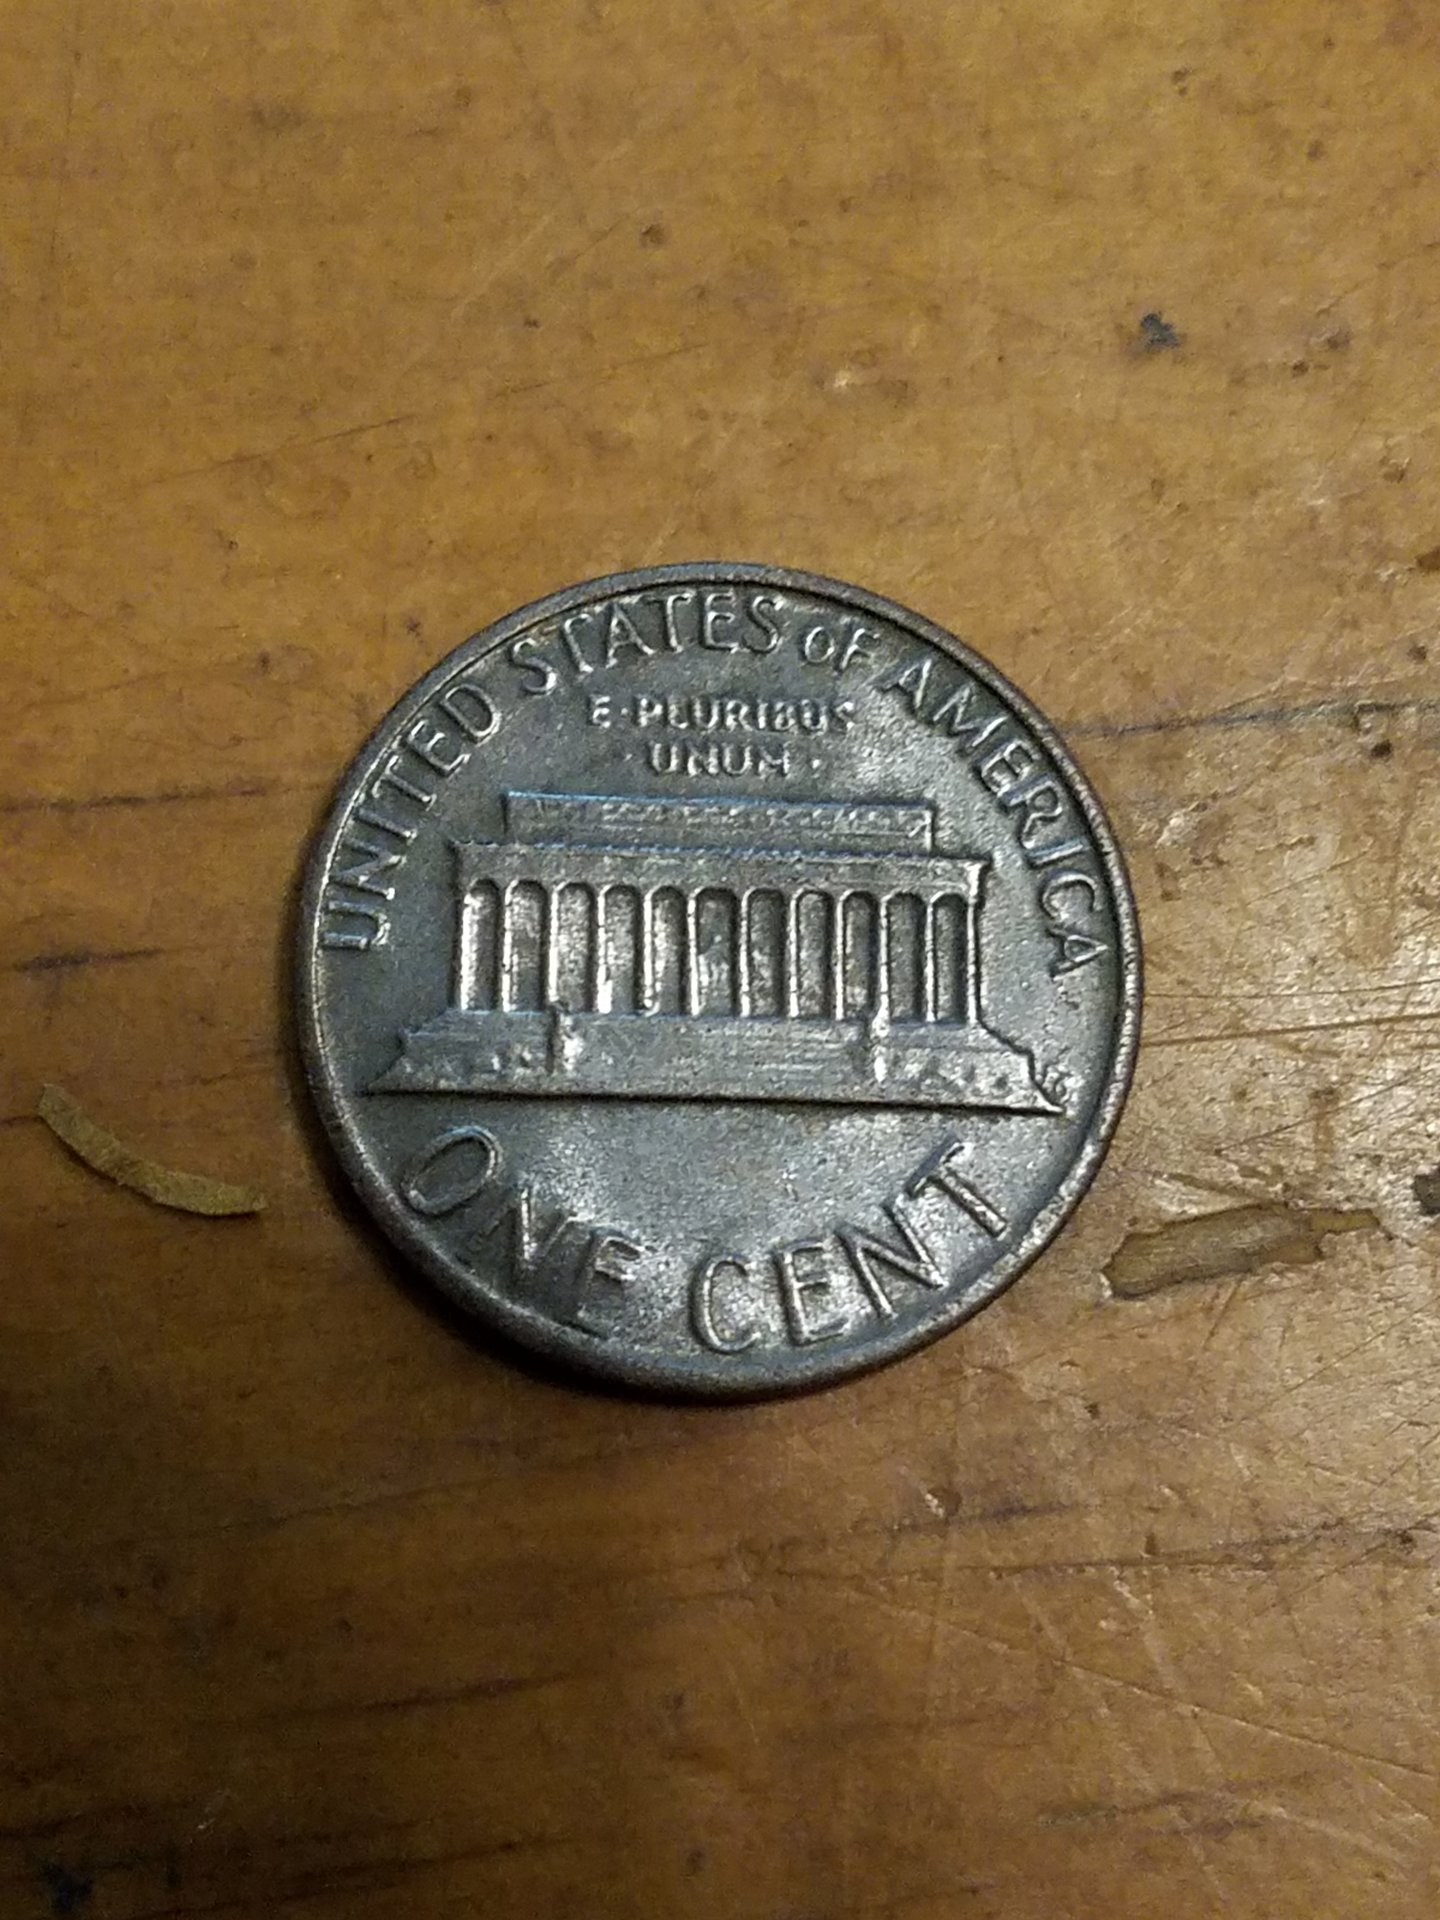 UNITED STATES OF AMERICA
E·PLURIBUS
·UNUM·
ONE CENT